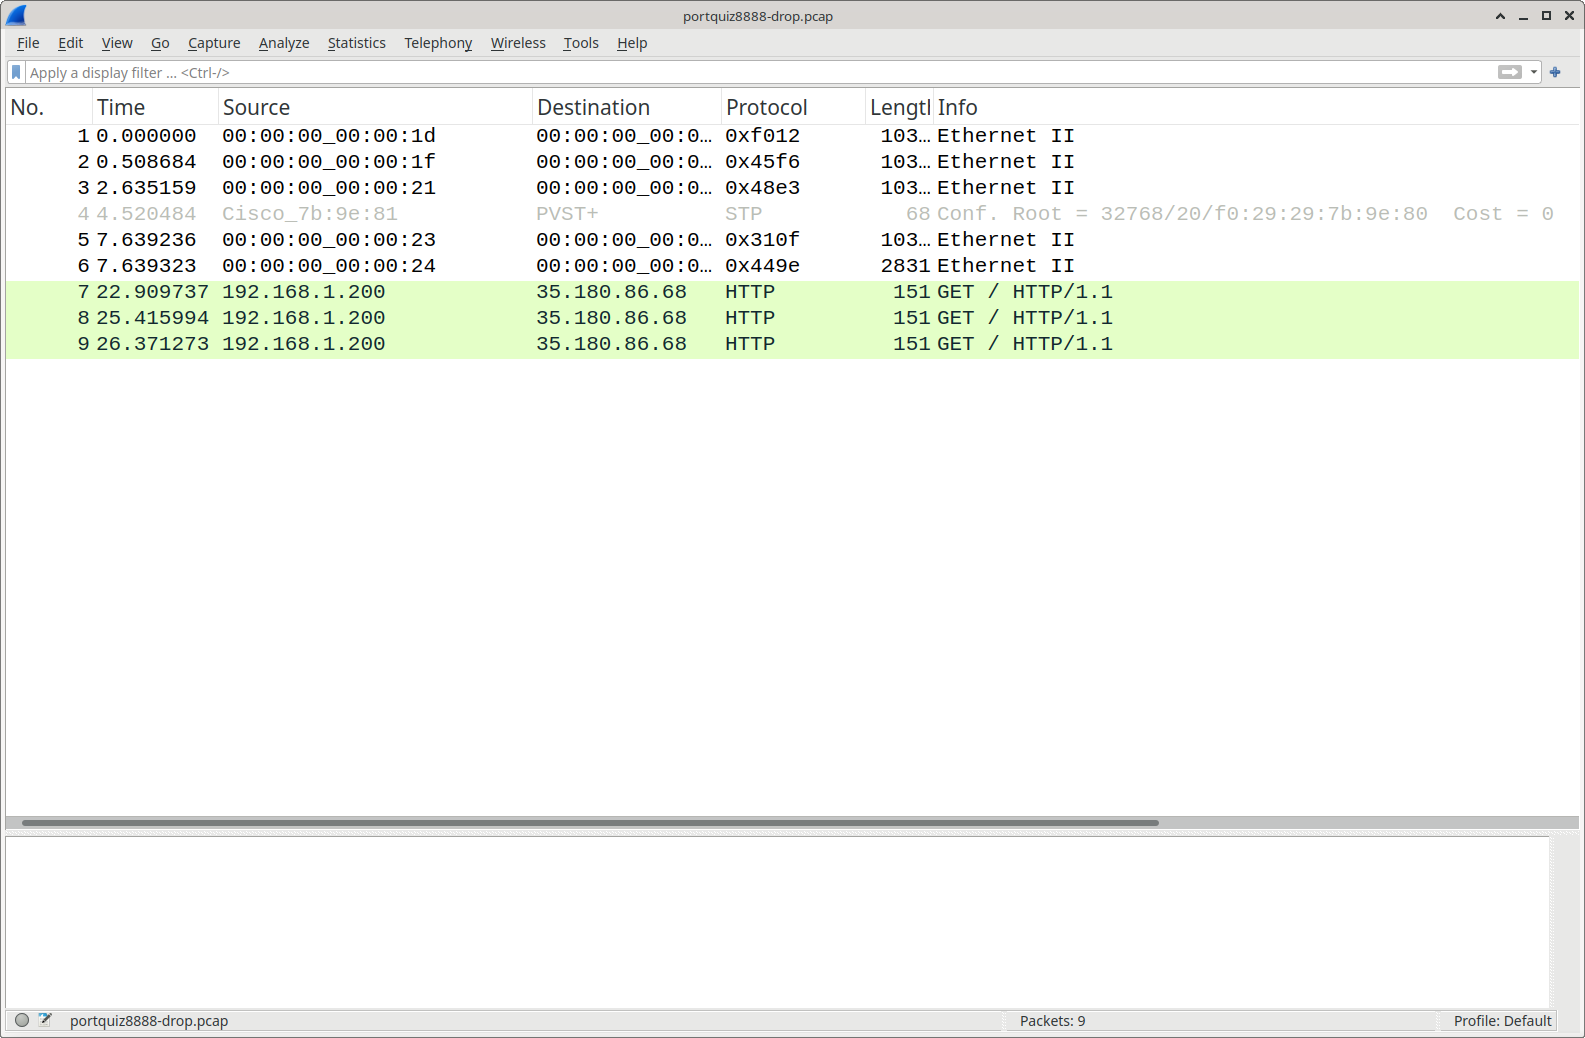 portquiz8888-drop.pcap
File Edit View Go Capture Analyze Statistics Telephony Wireless Tools Help
Apply a display filter ... <Ctrl-/>
No. Time Source Destination Protocol Lengtl Info
1 0.000000 00:00:00_00:00:1d 00:00:00_00:0… 0xf012 103… Ethernet II
2 0.508684 00:00:00_00:00:1f 00:00:00_00:0… 0x45f6 103… Ethernet II
3 2.635159 00:00:00_00:00:21 00:00:00_00:0… 0x48e3 103… Ethernet II
4 4.520484 Cisco_7b:9e:81 PVST+ STP 68 Conf. Root = 32768/20/f0:29:29:7b:9e:80 Cost = 0
5 7.639236 00:00:00_00:00:23 00:00:00_00:0… 0x310f 103… Ethernet II
6 7.639323 00:00:00_00:00:24 00:00:00_00:0… 0x449e 2831 Ethernet II
7 22.909737 192.168.1.200 35.180.86.68 HTTP 151 GET / HTTP/1.1
8 25.415994 192.168.1.200 35.180.86.68 HTTP 151 GET / HTTP/1.1
9 26.371273 192.168.1.200 35.180.86.68 HTTP 151 GET / HTTP/1.1
portquiz8888-drop.pcap Packets: 9 Profile: Default